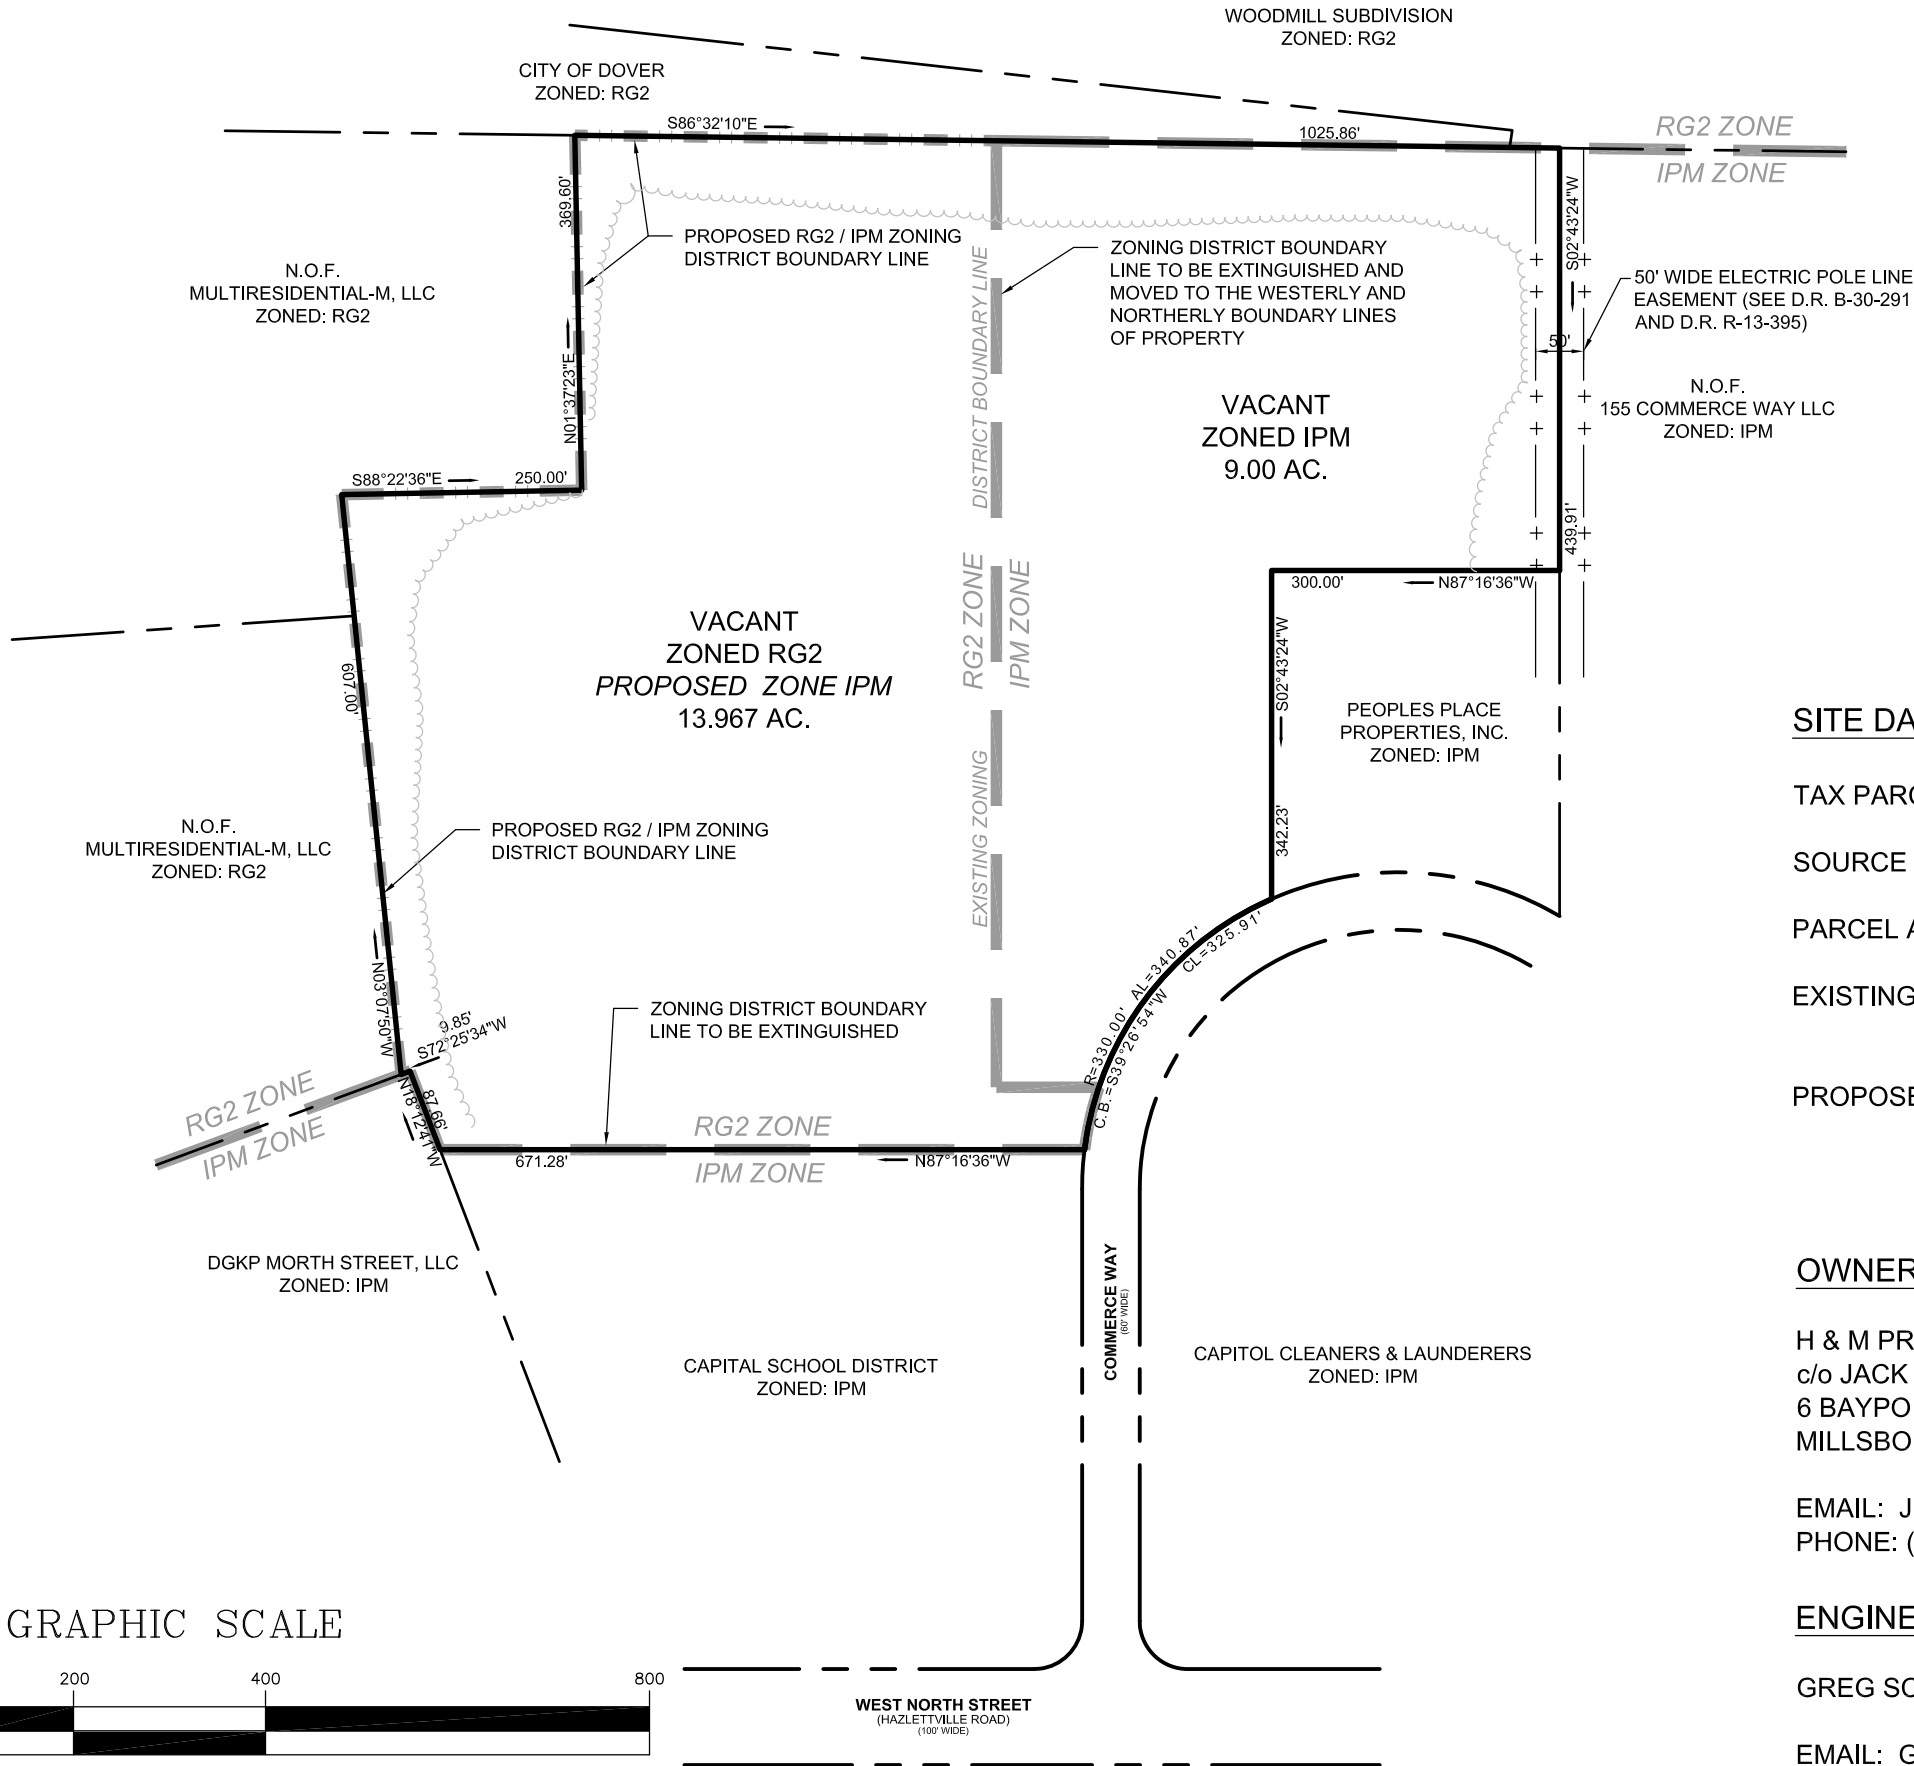 WOODMILL SUBDIVISION
ZONED: RG2
CITY OF DOVER
ZONED: RG2
S86°32'10"E
1025.86'
RG2 ZONE
IPM ZONE
369.60'
N01°37'23"E
PROPOSED RG2 / IPM ZONING
DISTRICT BOUNDARY LINE
ZONING DISTRICT BOUNDARY
LINE TO BE EXTINGUISHED AND
MOVED TO THE WESTERLY AND
NORTHERLY BOUNDARY LINES
OF PROPERTY
S02°43'24"W
439.91'
50'
50' WIDE ELECTRIC POLE LINE
EASEMENT (SEE D.R. B-30-291
AND D.R. R-13-395)
N.O.F.
MULTIRESIDENTIAL-M, LLC
ZONED: RG2
N.O.F.
155 COMMERCE WAY LLC
ZONED: IPM
VACANT
ZONED IPM
9.00 AC.
S88°22'36"E
250.00'
EXISTING ZONING
DISTRICT BOUNDARY LINE
RG2 ZONE
IPM ZONE
300.00'
N87°16'36"W
VACANT
ZONED RG2
PROPOSED ZONE IPM
13.967 AC.
607.00'
N03°07'50"W
S02°43'24"W
342.23'
PEOPLES PLACE
PROPERTIES, INC.
ZONED: IPM
SITE DA
TAX PARC
SOURCE
PARCEL A
EXISTING
PROPOSE
N.O.F.
MULTIRESIDENTIAL-M, LLC
ZONED: RG2
PROPOSED RG2 / IPM ZONING
DISTRICT BOUNDARY LINE
R=330.00'
AL=340.87'
CL=325.91'
C.B.=S39°26'54"W
ZONING DISTRICT BOUNDARY
LINE TO BE EXTINGUISHED
9.85'
S72°25'34"W
87.66'
N18°12'41"W
RG2 ZONE
IPM ZONE
RG2 ZONE
IPM ZONE
671.28'
N87°16'36"W
DGKP MORTH STREET, LLC
ZONED: IPM
CAPITAL SCHOOL DISTRICT
ZONED: IPM
COMMERCE WAY
(60' WIDE)
CAPITOL CLEANERS & LAUNDERERS
ZONED: IPM
OWNER
H & M PR
c/o JACK
6 BAYPO
MILLSBO
EMAIL: J
PHONE: (
ENGINE
GREG SC
EMAIL: G
GRAPHIC SCALE
200 400 800
WEST NORTH STREET
(HAZLETTVILLE ROAD)
(100' WIDE)